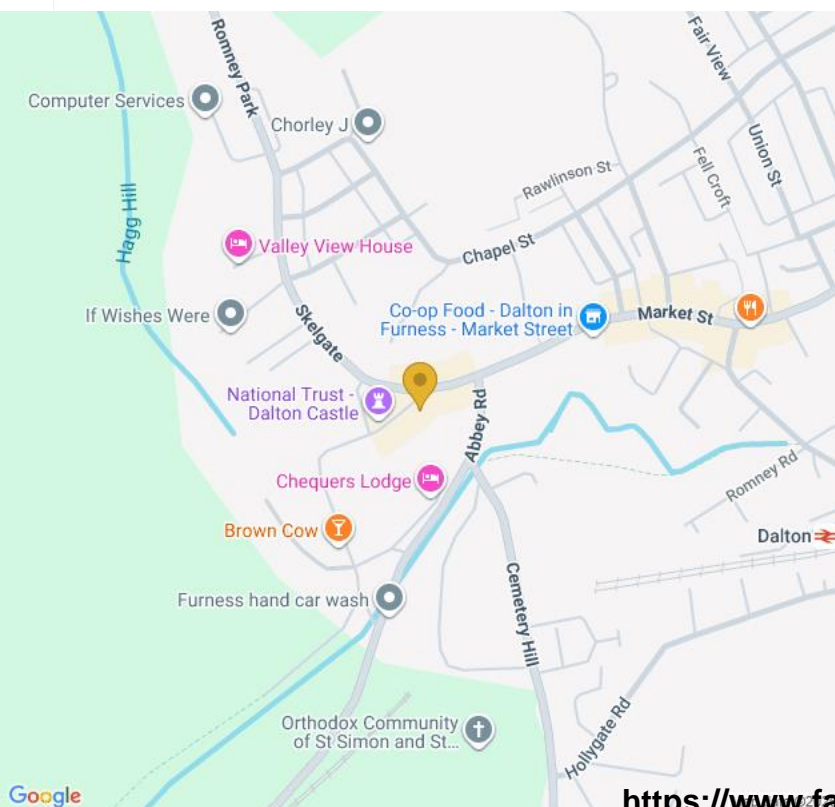 Romney Park
Fair View
Computer Services
Chorley J
Union St
Rawlinson St
Fell Croft
Hagg Hill
Valley View House
Chapel St
If Wishes Were
Skelgate
Co-op Food - Dalton in
Furness - Market Street
Market St
National Trust -
Dalton Castle
Abbey Rd
Chequers Lodge
Romney Rd
Brown Cow
Dalton
Cemetery Hill
Furness hand car wash
Orthodox Community
of St Simon and St...
Hollygate Rd
Google
https://www.fa